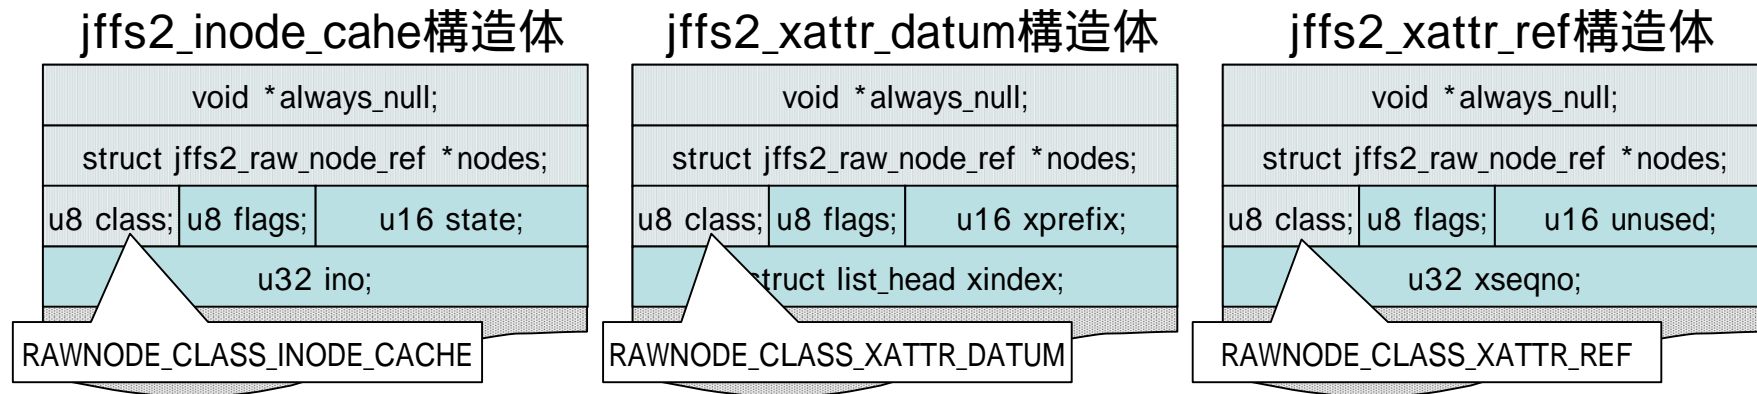 jffs2_inode_cahe構造体
void *always_null;
struct jffs2_raw_node_ref *nodes;
u8 class; u8 flags; u16 state;
u32 ino;
RAWNODE_CLASS_INODE_CACHE
jffs2_xattr_datum構造体
void *always_null;
struct jffs2_raw_node_ref *nodes;
u8 class; u8 flags; u16 xprefix;
struct list_head xindex;
RAWNODE_CLASS_XATTR_DATUM
jffs2_xattr_ref構造体
void *always_null;
struct jffs2_raw_node_ref *nodes;
u8 class; u8 flags; u16 unused;
u32 xseqno;
RAWNODE_CLASS_XATTR_REF